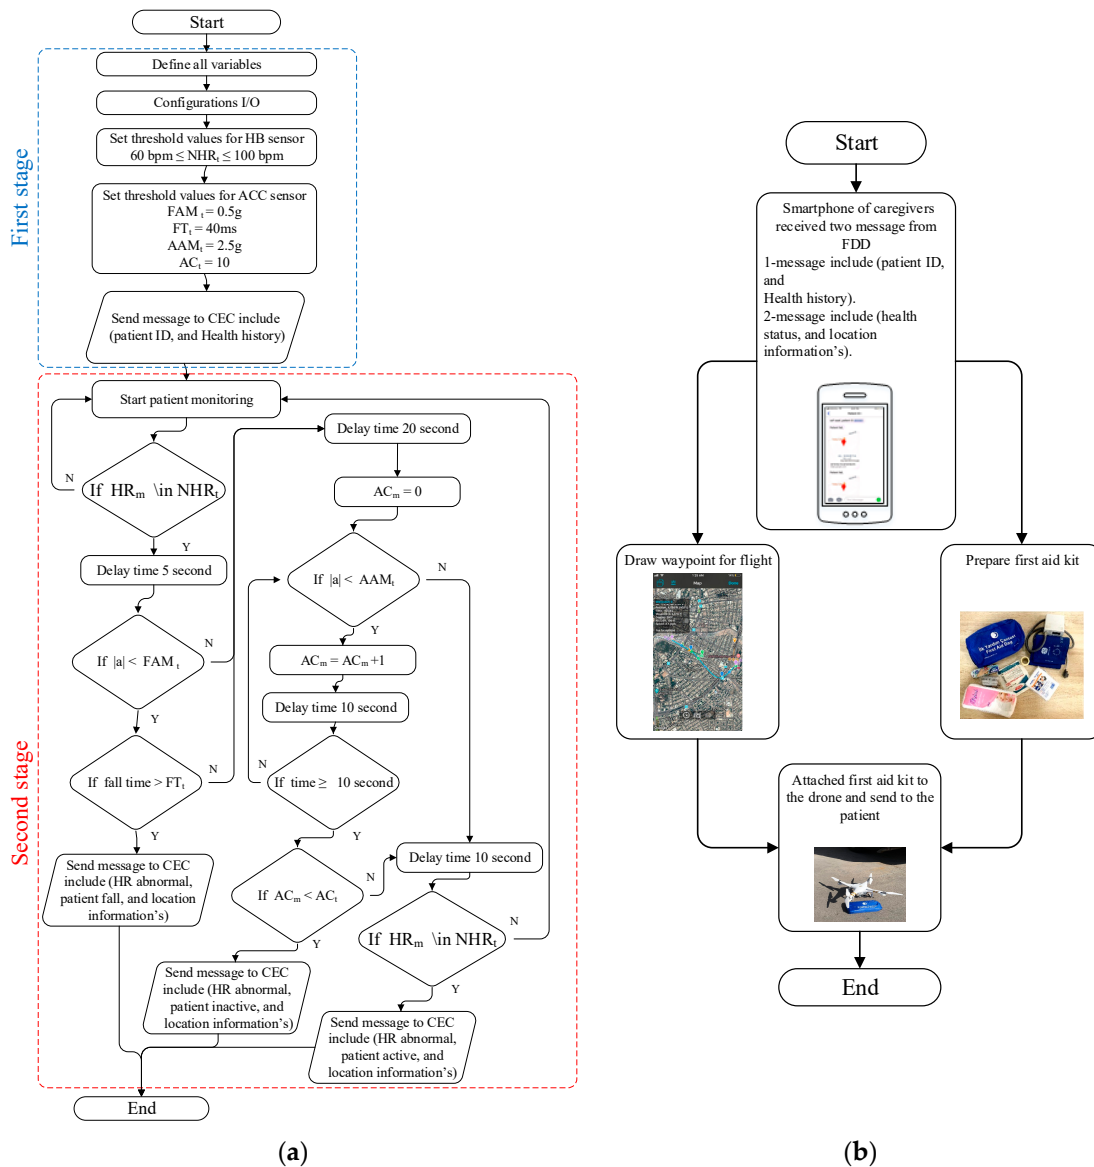 Start
First stage
Define all variables
Configurations I/O
Set threshold values for HB sensor
60 bpm ≤ NHRt ≤ 100 bpm
Set threshold values for ACC sensor
FAM t = 0.5g
FTt = 40ms
AAMt = 2.5g
ACt = 10
Send message to CEC include
(patient ID, and Health history)
Second stage
Start patient monitoring
If HRm \in NHRt
N
Y
Delay time 5 second
If |a| < FAM t
N
Y
If fall time > FTt
N
Y
Send message to CEC
include (HR abnormal,
patient fall, and location
information's)
Delay time 20 second
ACm = 0
If |a| < AAMt
N
Y
ACm = ACm +1
Delay time 10 second
If time ≥ 10 second
N
Y
If ACm < ACt
N
Y
Send message to CEC
include (HR abnormal,
patient inactive, and
location information's)
Delay time 10 second
If HRm \in NHRt
N
Y
Send message to CEC
include (HR abnormal,
patient active, and
location information's)
End
(a)
Start
Smartphone of caregivers
received two message from
FDD
1-message include (patient ID,
and
Health history).
2-message include (health
status, and location
information's).
Draw waypoint for flight
Map
Prepare first aid kit
First Aid Bag
Attached first aid kit to
the drone and send to the
patient
End
(b)